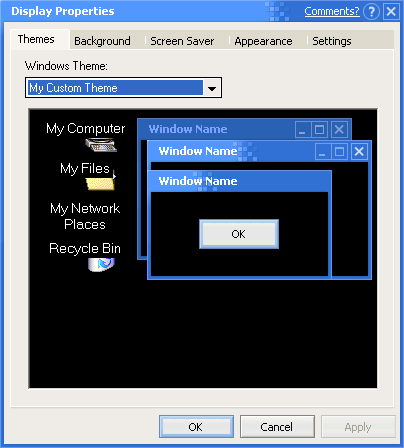 Display Properties
Comments?
?
Themes
Background
Screen Saver
Appearance
Settings
Windows Theme:
My Custom Theme
My Computer
My Files
My Network
Places
Recycle Bin
Window Name
Window Name
Window Name
OK
OK
Cancel
Apply